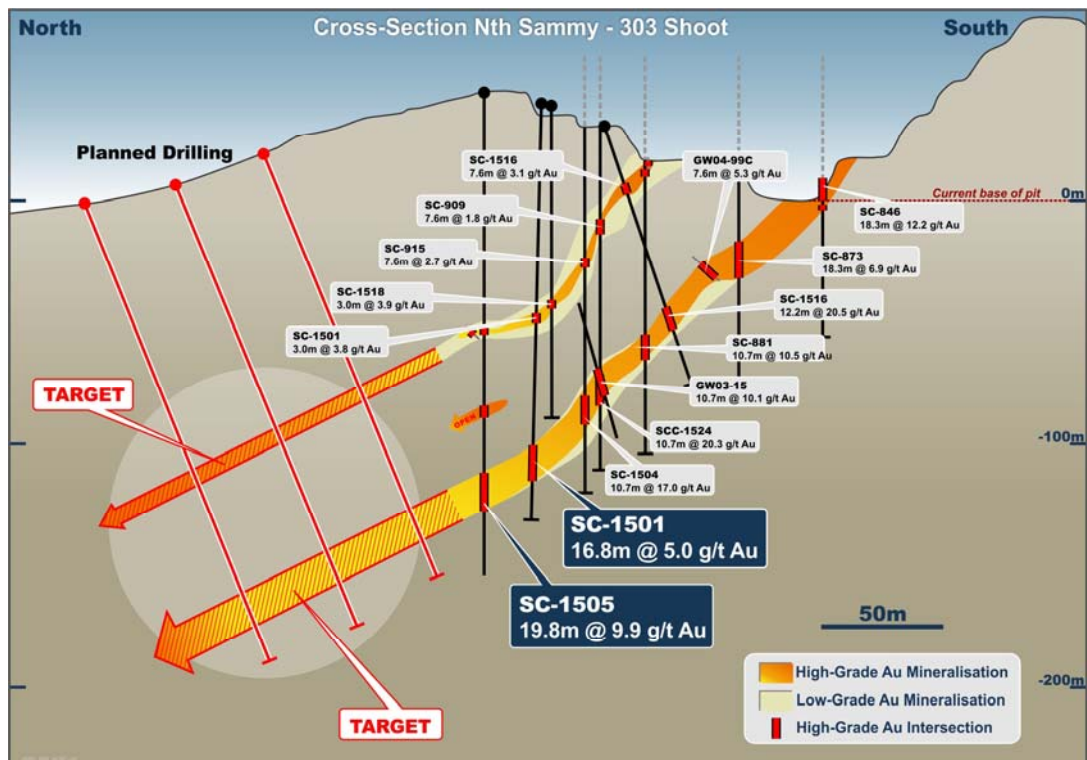 North
Cross-Section Nth Sammy - 303 Shoot
South
Planned Drilling
SC-1516
7.6m @ 3.1 g/t Au
GW04-99C
7.6m @ 5.3 g/t Au
0m
Current base of pit
SC-909
7.6m @ 1.8 g/t Au
SC-846
18.3m @ 12.2 g/t Au
SC-915
7.6m @ 2.7 g/t Au
SC-873
18.3m @ 6.9 g/t Au
SC-1518
3.0m @ 3.9 g/t Au
SC-1516
12.2m @ 20.5 g/t Au
SC-1501
3.0m @ 3.8 g/t Au
SC-881
10.7m @ 10.5 g/t Au
TARGET
GW03-15
10.7m @ 10.1 g/t Au
OPEN
SCC-1524
10.7m @ 20.3 g/t Au
-100m
SC-1504
10.7m @ 17.0 g/t Au
SC-1501
16.8m @ 5.0 g/t Au
SC-1505
19.8m @ 9.9 g/t Au
50m
High-Grade Au Mineralisation
Low-Grade Au Mineralisation
High-Grade Au Intersection
-200m
TARGET